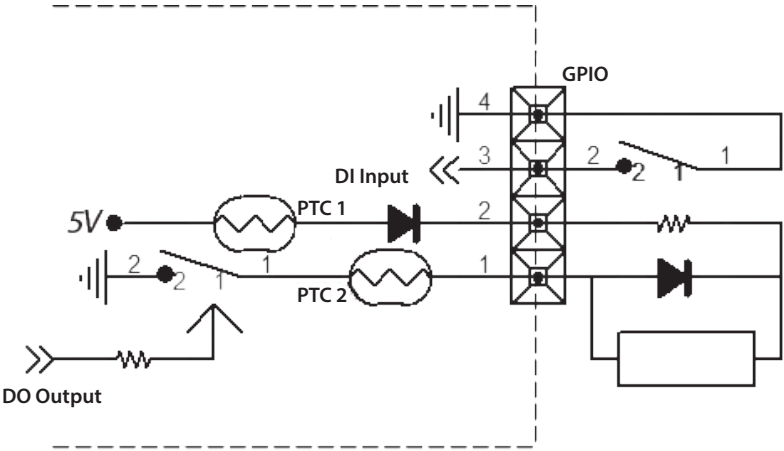 GPIO
4
3 2 2 1 1
DI Input
5V PTC 1 2
2 2 1 1 PTC 2 1
DO Output